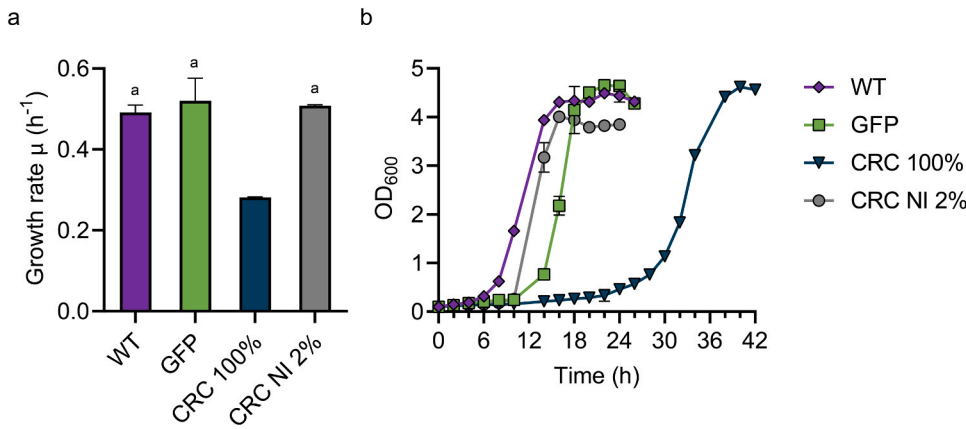 a
b
Growth rate µ (h-1)
0.6
0.4
0.2
0.0
a
a
a
WT
GFP
CRC 100%
CRC NI 2%
OD600
5
4
3
2
1
0
0 6 12 18 24 30 36 42
Time (h)
WT
GFP
CRC 100%
CRC NI 2%